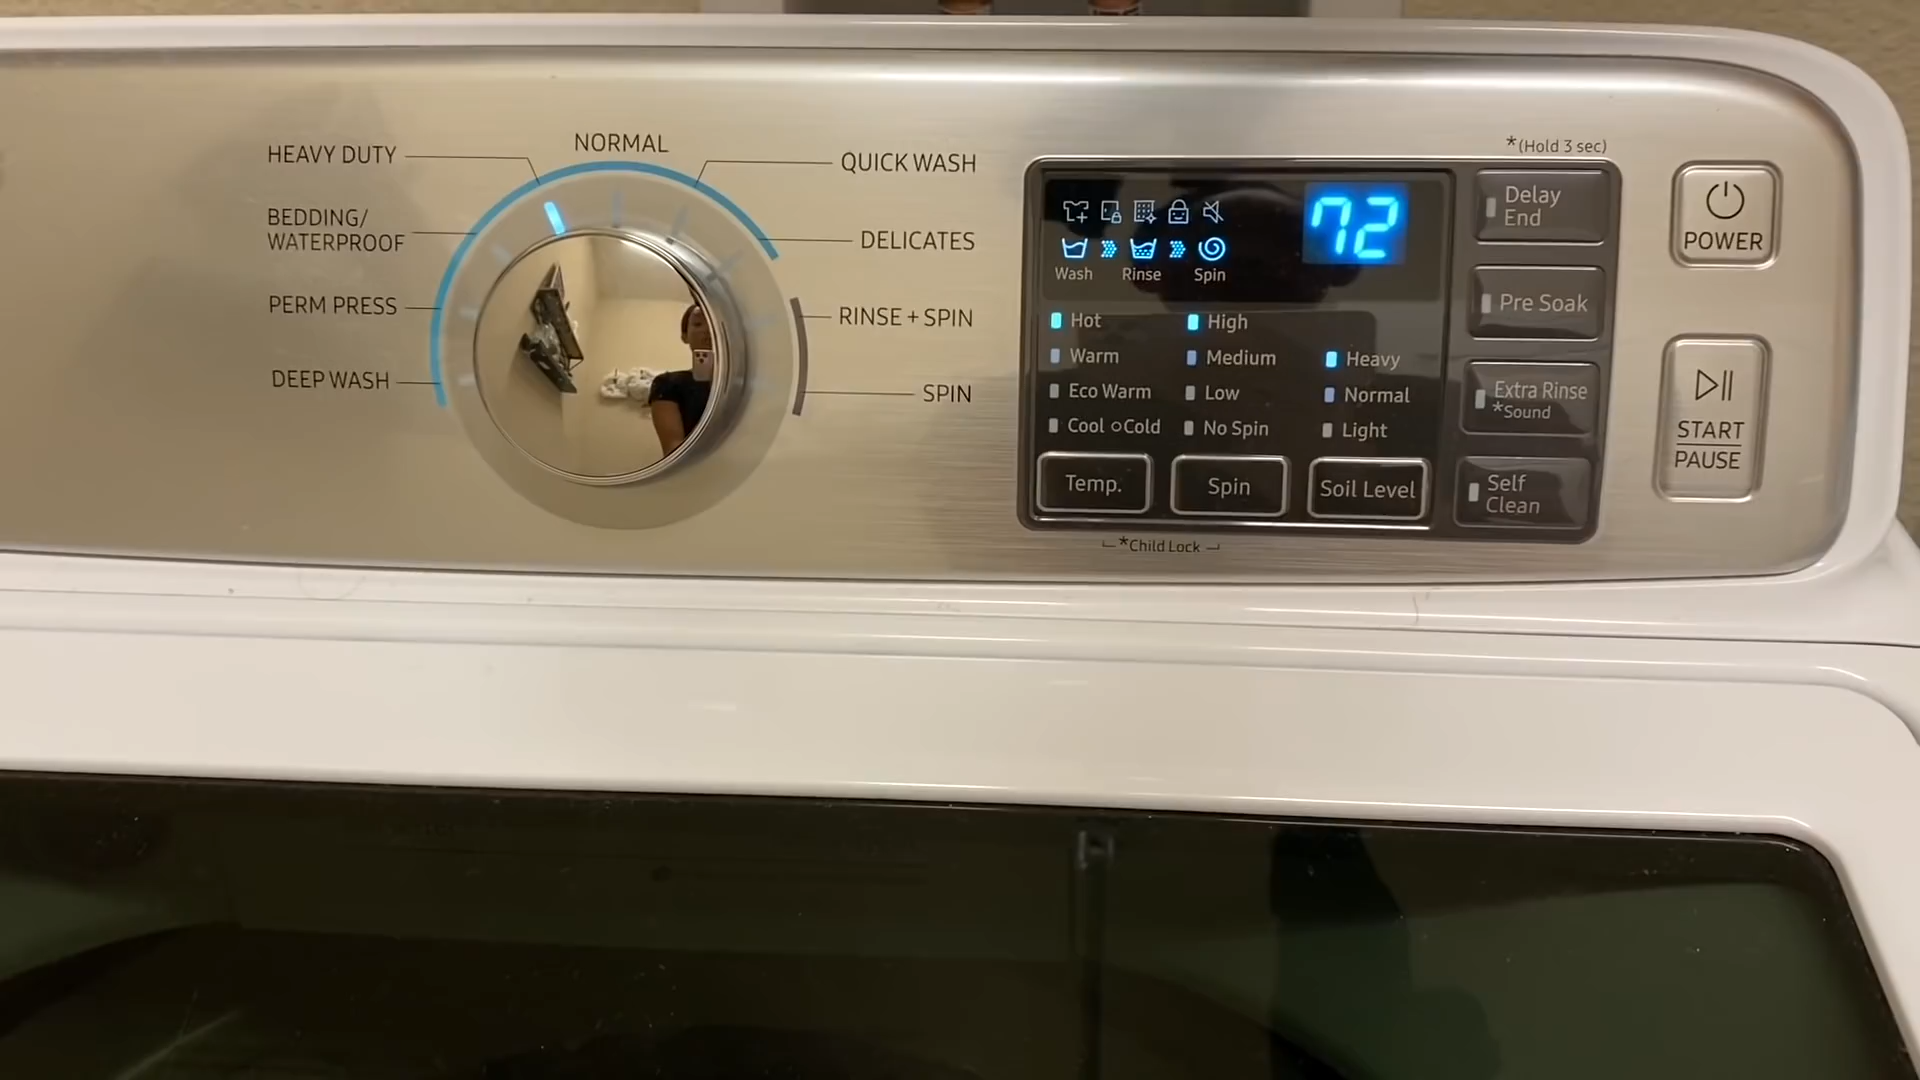 HEAVY DUTY
BEDDING/
WATERPROOF
PERM PRESS
DEEP WASH
NORMAL
QUICK WASH
DELICATES
RINSE + SPIN
SPIN
72
Wash
Rinse
Spin
Hot
Warm
Eco Warm
Cool Cold
High
Medium
Low
No Spin
Heavy
Normal
Light
Temp.
Spin
Soil Level
*Child Lock
*(Hold 3 sec)
Delay
End
Pre Soak
Extra Rinse
*Sound
Self
Clean
POWER
START
PAUSE